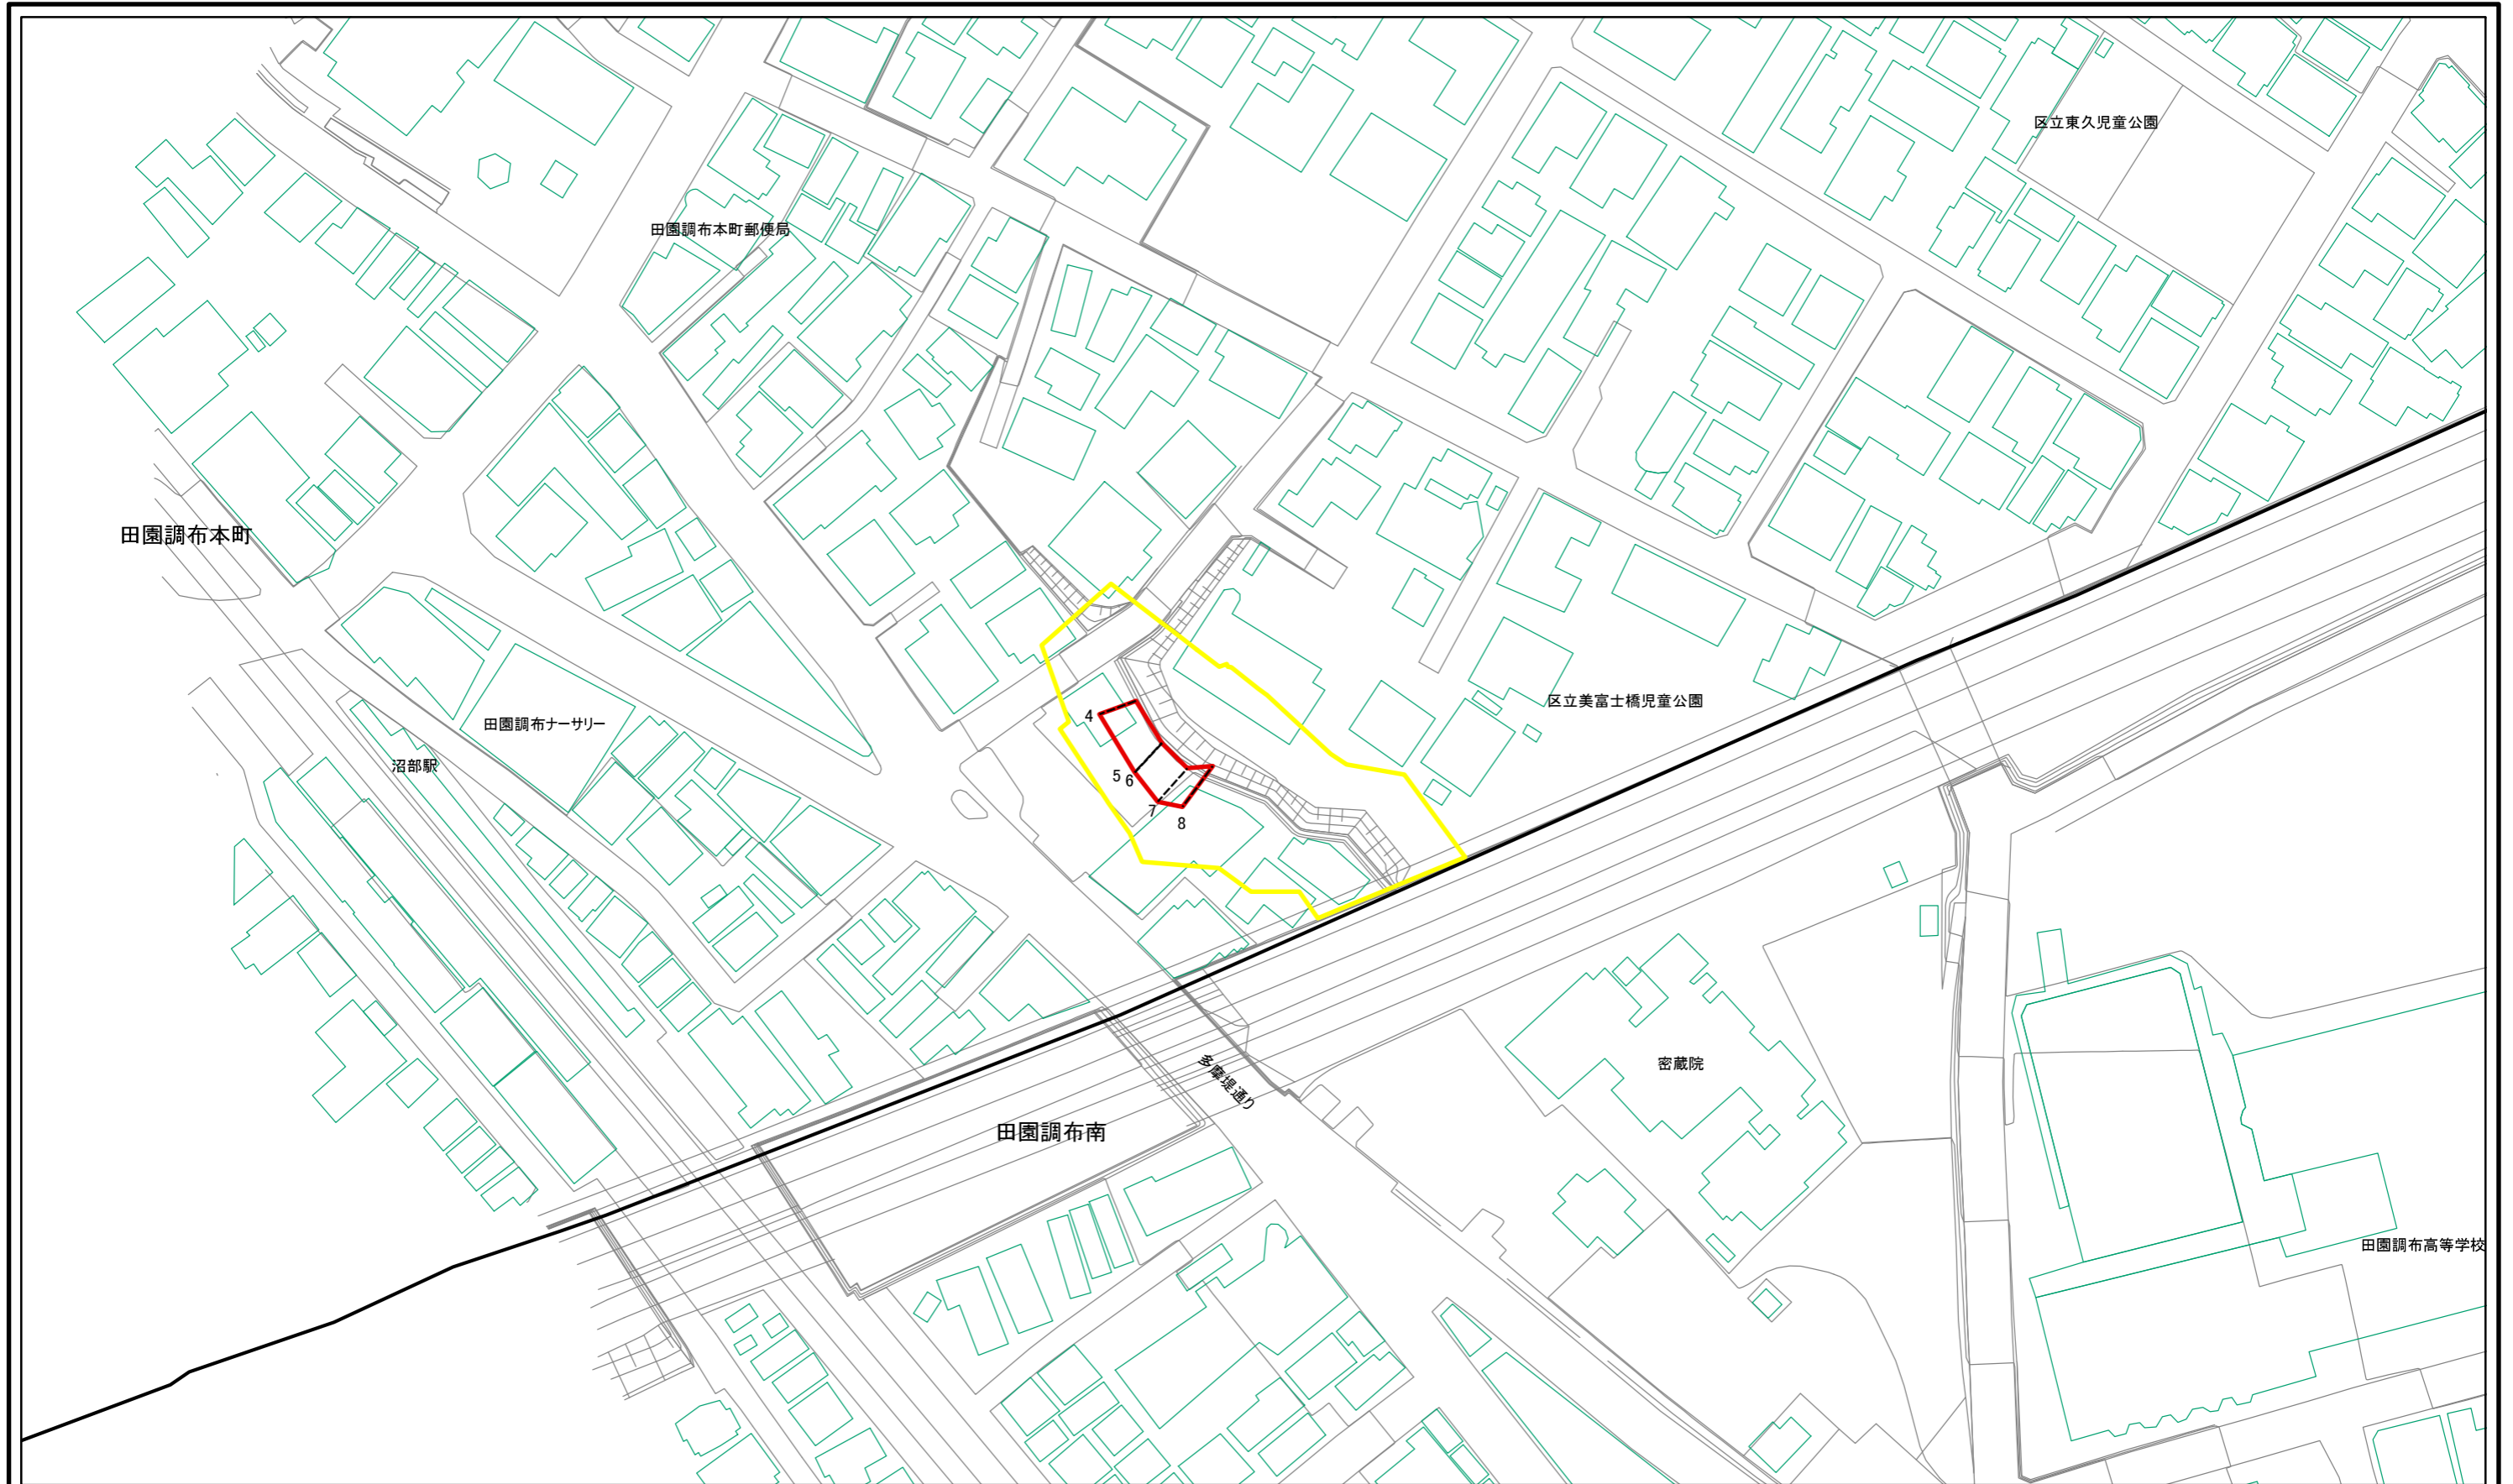 区立東久児童公園
田園調布本町郵便局
田園調布本町
区立美富士橋児童公園
田園調布ナーサリー
沼部駅
4
5
6
7
8
密蔵院
多摩堤通り
田園調布南
田園調布高等学校